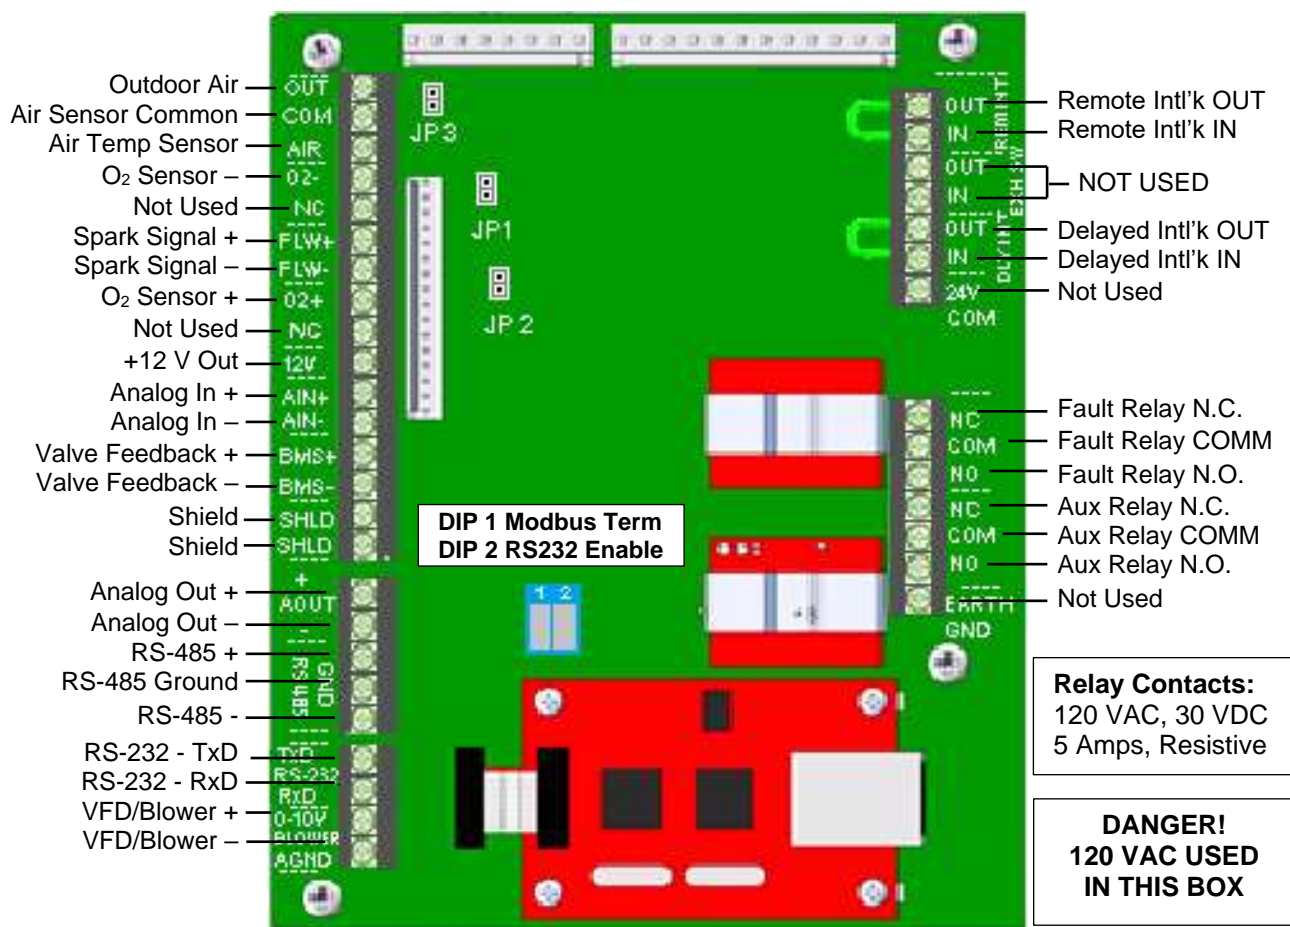 Outdoor Air
Air Sensor Common
Air Temp Sensor
O2 Sensor –
Not Used
Spark Signal +
Spark Signal –
O2 Sensor +
Not Used
+12 V Out
Analog In +
Analog In –
Valve Feedback +
Valve Feedback –
Shield
Shield
Analog Out +
Analog Out –
RS-485 +
RS-485 Ground
RS-485 -
RS-232 - TxD
RS-232 - RxD
VFD/Blower +
VFD/Blower –
OUT
COM
AIR
O2-
NC
FLW+
FLW-
O2+
NC
12V
AIN+
AIN-
BMS+
BMS-
SHLD
SHLD
+
AOUT
-
GND
RS485
TxD
RS-232
RxD
0-10V
BLOWER
AGND
JP3
JP1
JP 2
DIP 1 Modbus Term
DIP 2 RS232 Enable
1 2
OUT
IN
OUT
IN
OUT
IN
24V
COM
REMINT
EXH SW
DLYINT
NC
COM
NO
NC
COM
NO
EARTH
GND
Remote Intl'k OUT
Remote Intl'k IN
NOT USED
Delayed Intl'k OUT
Delayed Intl'k IN
Not Used
Fault Relay N.C.
Fault Relay COMM
Fault Relay N.O.
Aux Relay N.C.
Aux Relay COMM
Aux Relay N.O.
Not Used
Relay Contacts:
120 VAC, 30 VDC
5 Amps, Resistive
DANGER!
120 VAC USED
IN THIS BOX